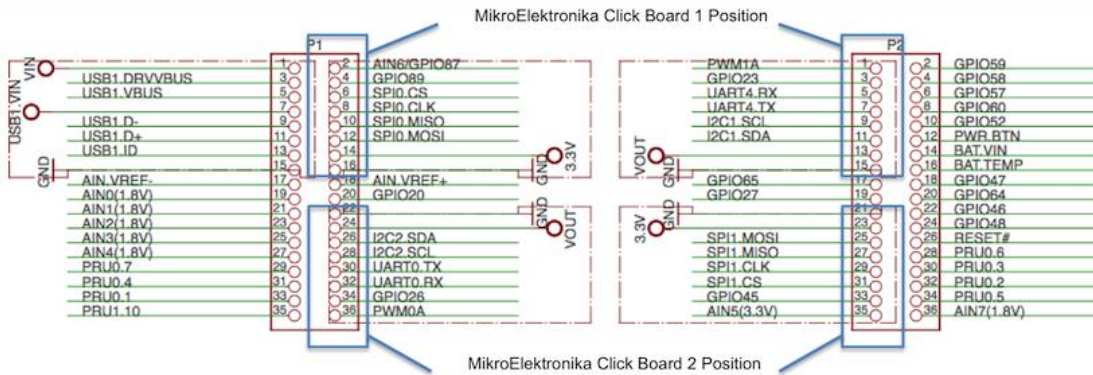 MikroElektronika Click Board 1 Position
P1 P2
VIN 1 2 AIN6/GPIO87 PWM1A 1 2 GPIO59
USB1.DRVVBUS 3 4 GPIO89 GPIO23 3 4 GPIO58
USB1.VBUS 5 6 SPI0.CS UART4.RX 5 6 GPIO57
USB1.VIN 7 8 SPI0.CLK UART4.TX 7 8 GPIO60
USB1.D- 9 10 SPI0.MISO I2C1.SCL 9 10 GPIO52
USB1.D+ 11 12 SPI0.MOSI I2C1.SDA 11 12 PWR.BTN
USB1.ID 13 14 3.3V VOUT 13 14 BAT.VIN
GND 15 16 GND GND 15 16 BAT.TEMP
AIN.VREF- 17 18 AIN.VREF+ GPIO65 17 18 GPIO47
AIN0(1.8V) 19 20 GPIO20 GPIO27 19 20 GPIO64
AIN1(1.8V) 21 22 GND GND 21 22 GPIO46
AIN2(1.8V) 23 24 VOUT 3.3V 23 24 GPIO48
AIN3(1.8V) 25 26 I2C2.SDA SPI1.MOSI 25 26 RESET#
AIN4(1.8V) 27 28 I2C2.SCL SPI1.MISO 27 28 PRU0.6
PRU0.7 29 30 UART0.TX SPI1.CLK 29 30 PRU0.3
PRU0.4 31 32 UART0.RX SPI1.CS 31 32 PRU0.2
PRU0.1 33 34 GPIO26 GPIO45 33 34 PRU0.5
PRU1.10 35 36 PWM0A AIN5(3.3V) 35 36 AIN7(1.8V)
MikroElektronika Click Board 2 Position